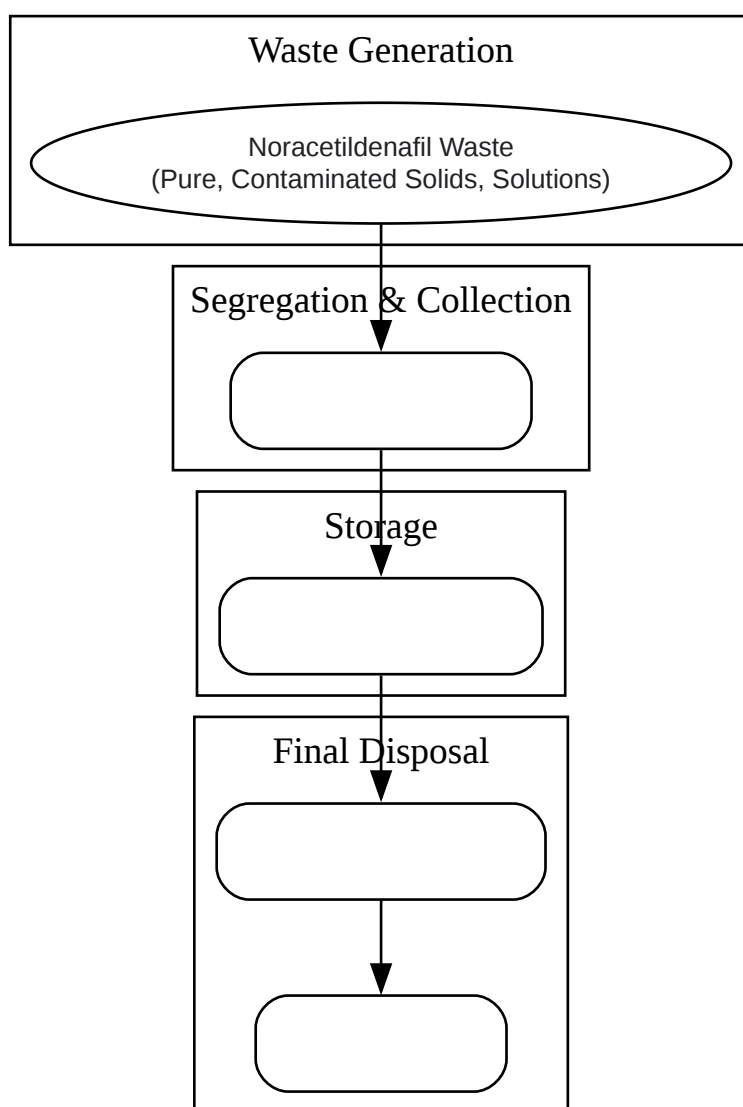 Waste Generation
Noracetildenafil Waste
(Pure, Contaminated Solids, Solutions)
Segregation & Collection
Storage
Final Disposal